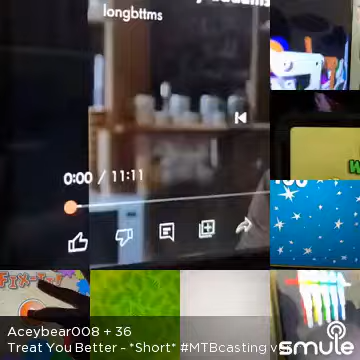 longbttms
0:00 / 11:11
Aceybear008 + 36
Treat You Better - *Short* #MTBcasting v
smule